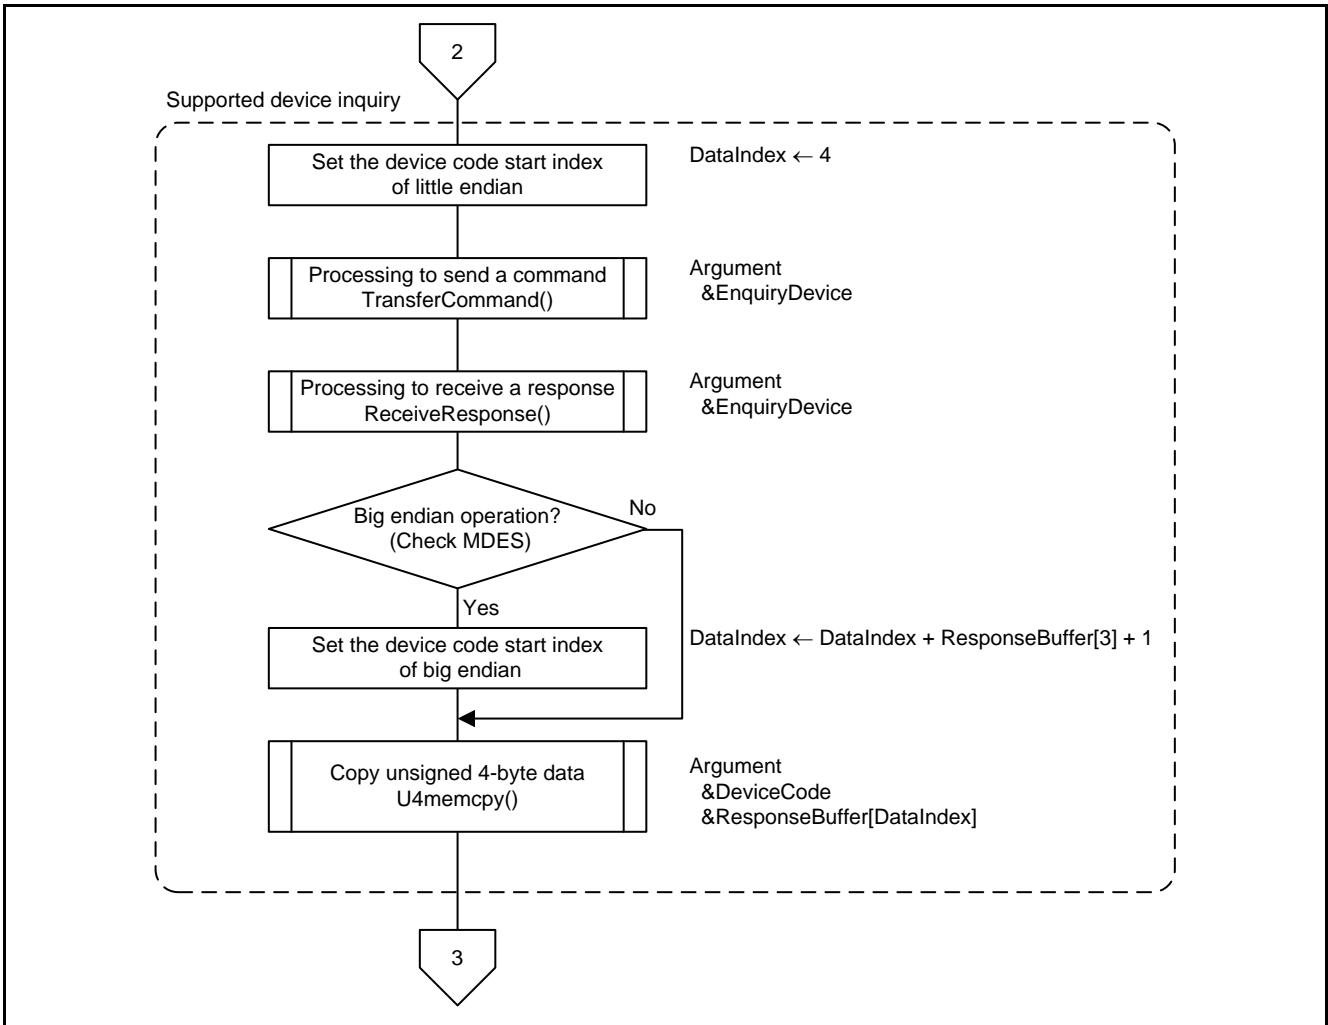 2
Supported device inquiry
Set the device code start index
of little endian
DataIndex ← 4
Processing to send a command
TransferCommand()
Argument
&EnquiryDevice
Processing to receive a response
ReceiveResponse()
Argument
&EnquiryDevice
Big endian operation?
(Check MDES)
No
Yes
Set the device code start index
of big endian
DataIndex ← DataIndex + ResponseBuffer[3] + 1
Copy unsigned 4-byte data
U4memcpy()
Argument
&DeviceCode
&ResponseBuffer[DataIndex]
3